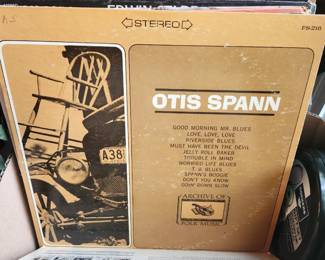 STEREO
FS-216
OTIS SPANN
GOOD MORNING MR. BLUES
LOVE, LOVE, LOVE
RIVERSIDE BLUES
MUST HAVE BEEN THE DEVIL
JELLY ROLL BAKER
TROUBLE IN MIND
WORRIED LIFE BLUES
T. B. BLUES
SPANN'S BOOGIE
DON'T YOU KNOW
GOIN' DOWN SLOW
A38
ARCHIVE OF
FOLK MUSIC